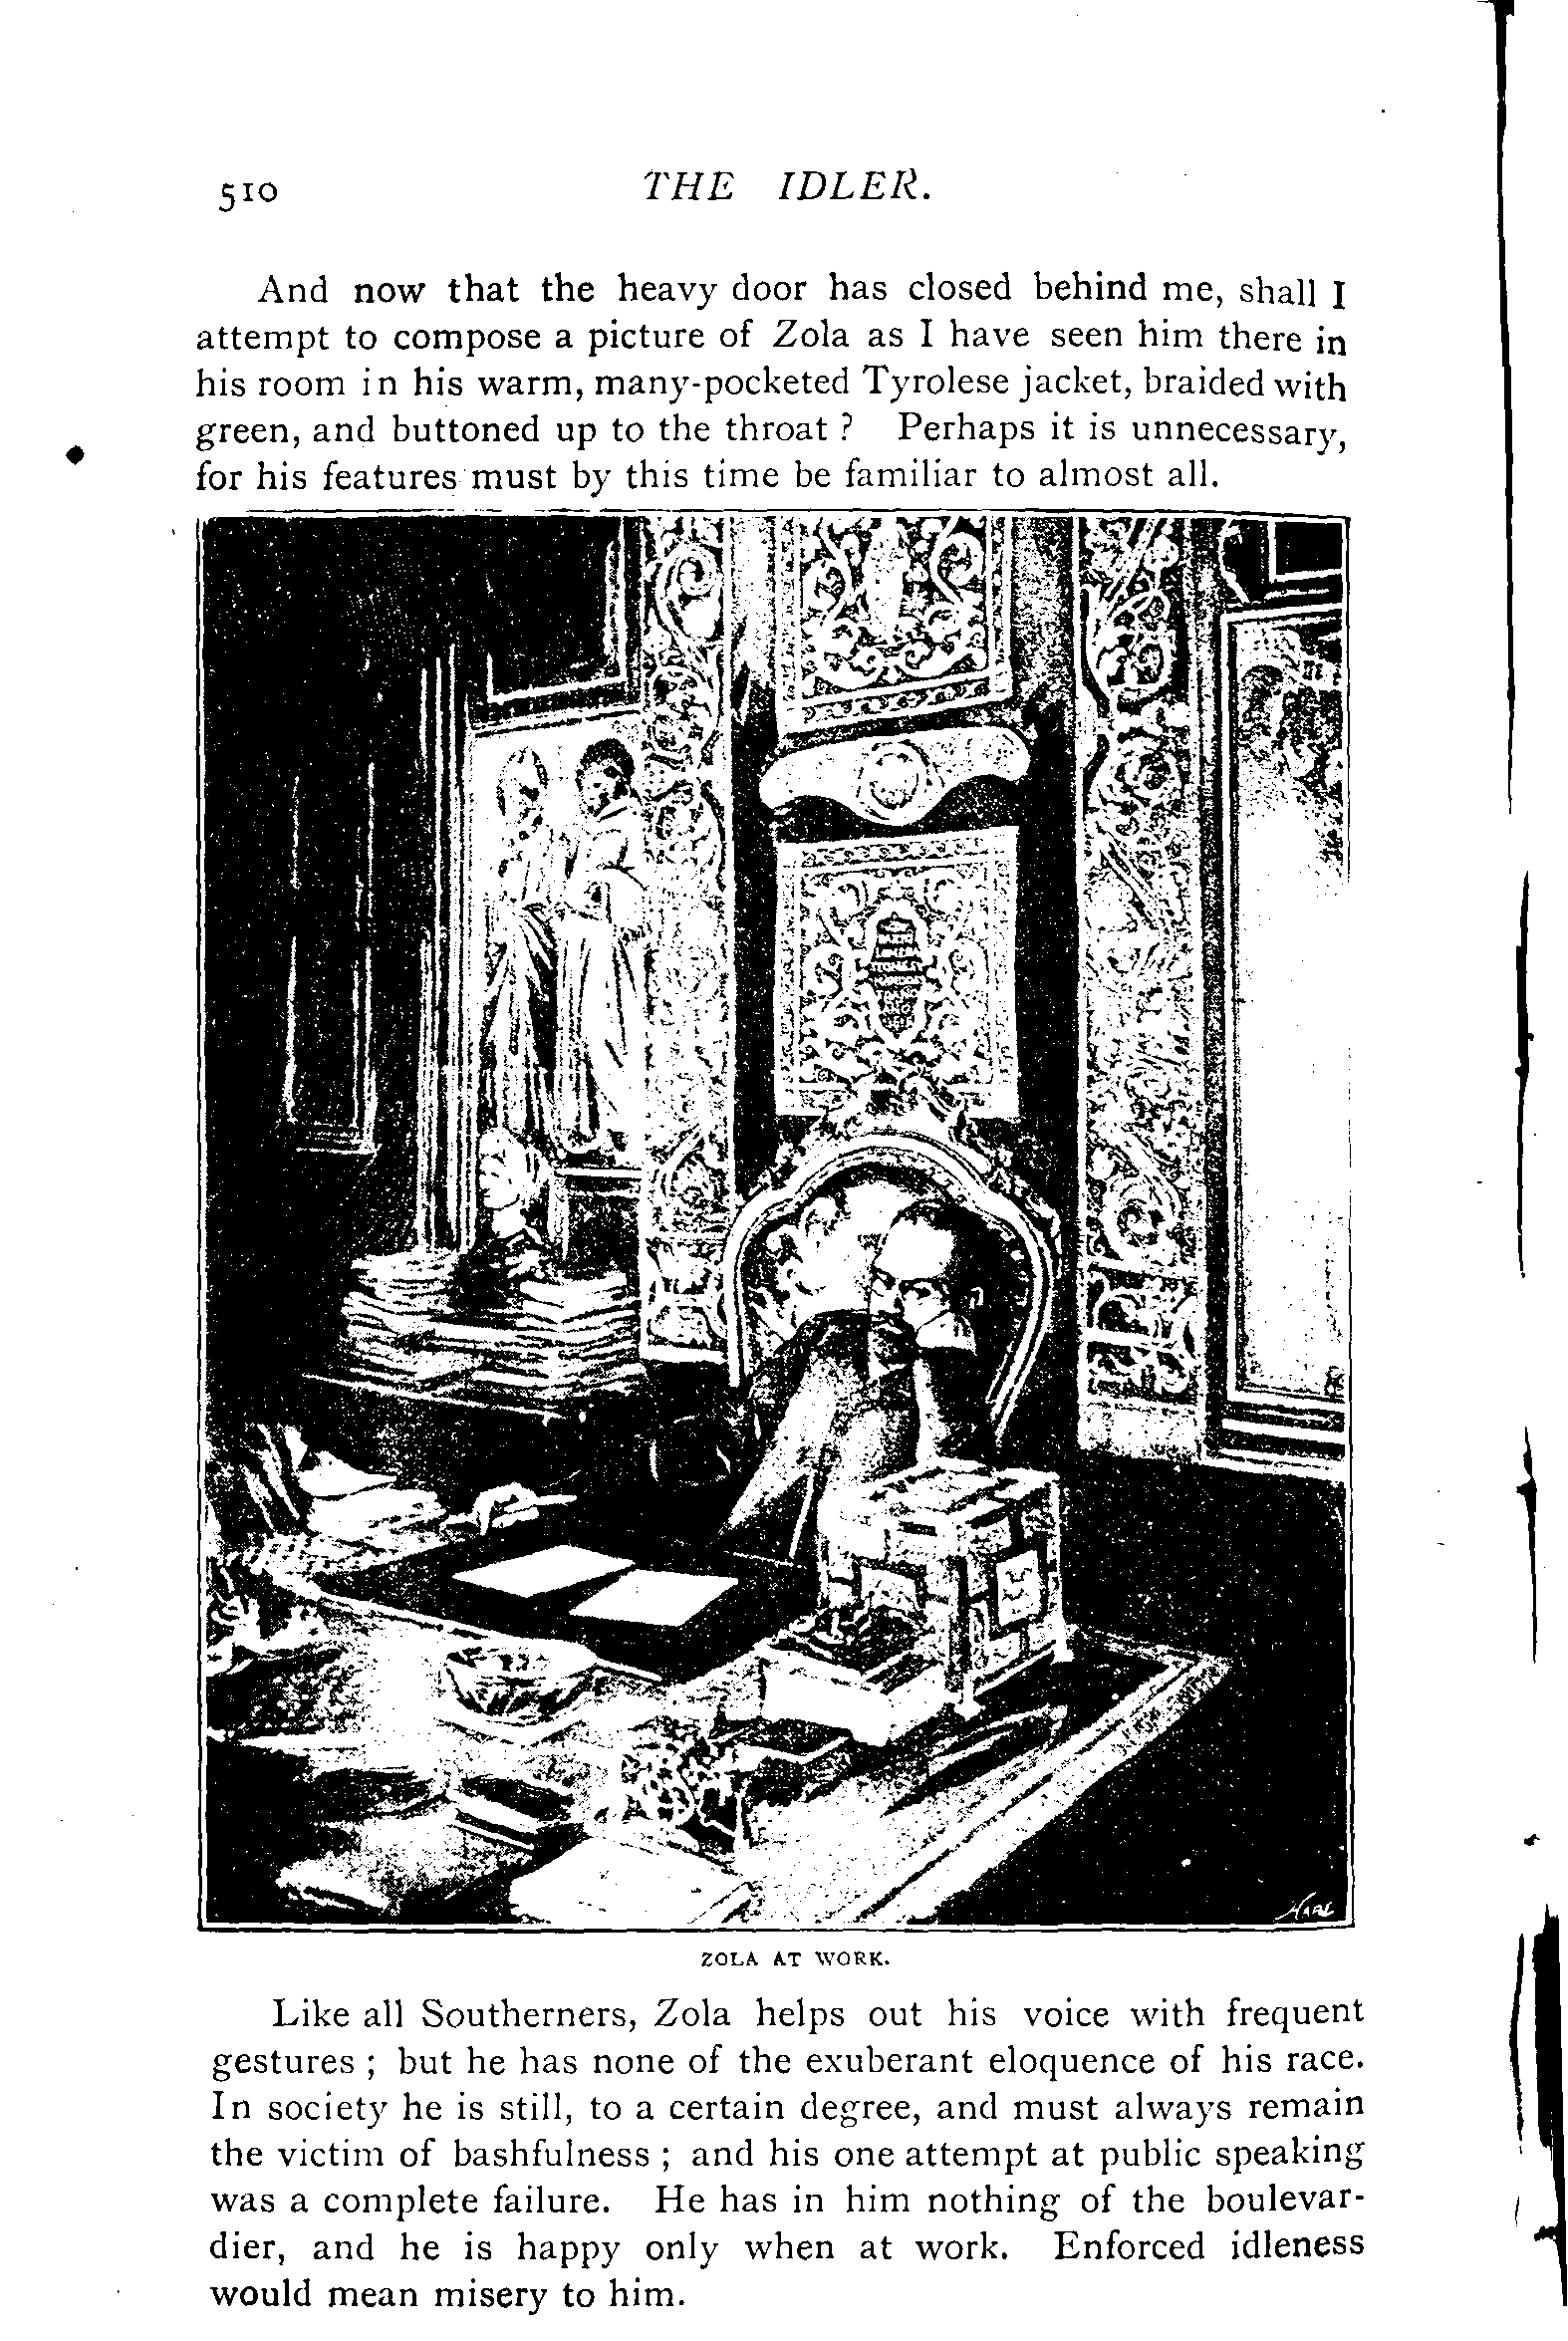 510 THE IDLER.
And now that the heavy door has closed behind me, shall I
attempt to compose a picture of Zola as I have seen him there in
his room in his warm, many-pocketed Tyrolese jacket, braided with
green, and buttoned up to the throat ? Perhaps it is unnecessary,
for his features must by this time be familiar to almost all.
ZOLA AT WORK.
Like all Southerners, Zola helps out his voice with frequent
gestures ; but he has none of the exuberant eloquence of his race.
In society he is still, to a certain degree, and must always remain
the victim of bashfulness ; and his one attempt at public speaking
was a complete failure. He has in him nothing of the boulevar-
dier, and he is happy only when at work. Enforced idleness
would mean misery to him.